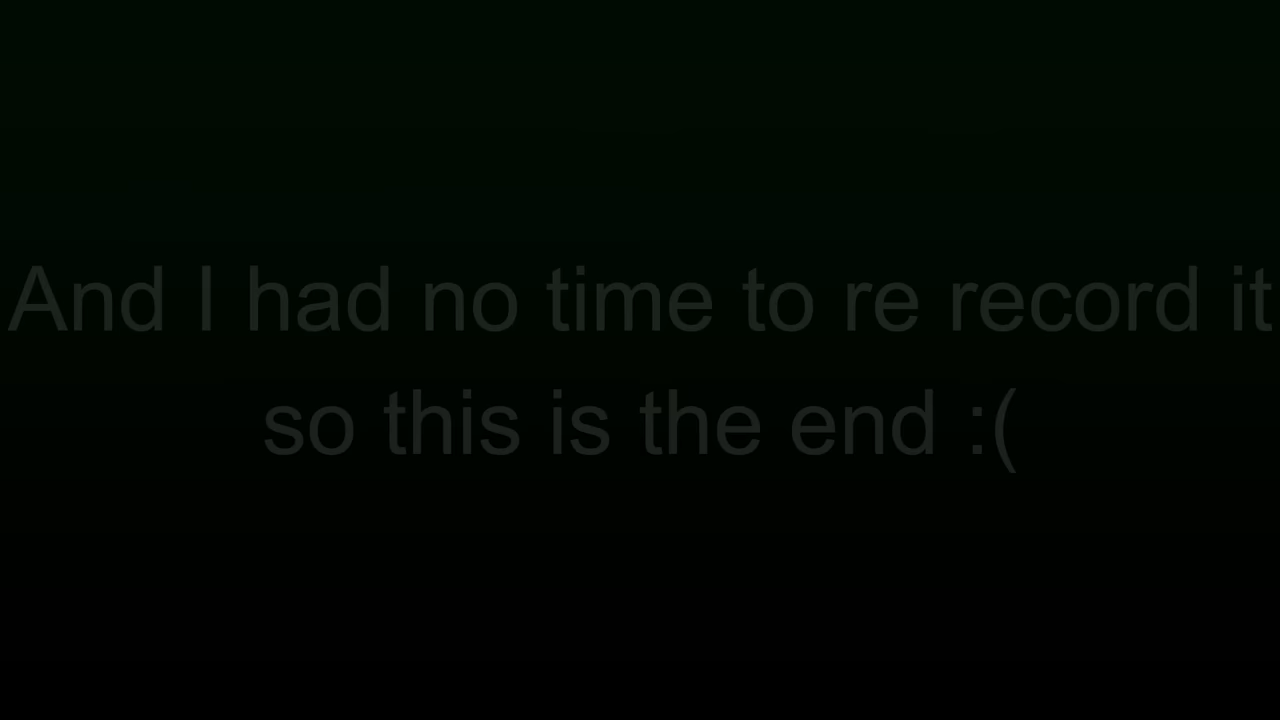 And I had no time to re record it
so this is the end :(